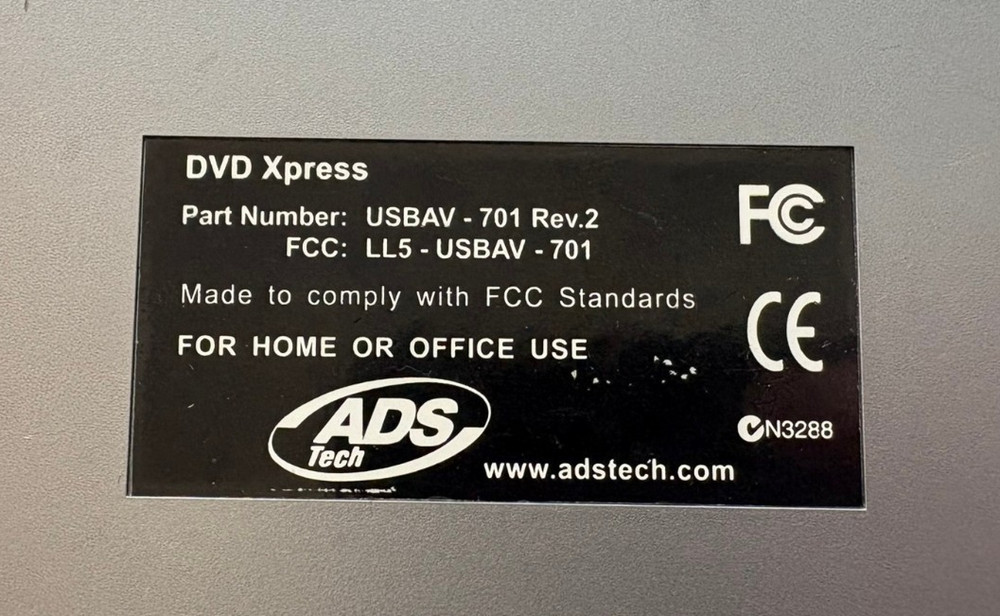 DVD Xpress
Part Number: USBAV - 701 Rev.2
FCC: LL5 - USBAV - 701
FC
Made to comply with FCC Standards
CE
FOR HOME OR OFFICE USE
ADS
Tech
N3288
www.adstech.com